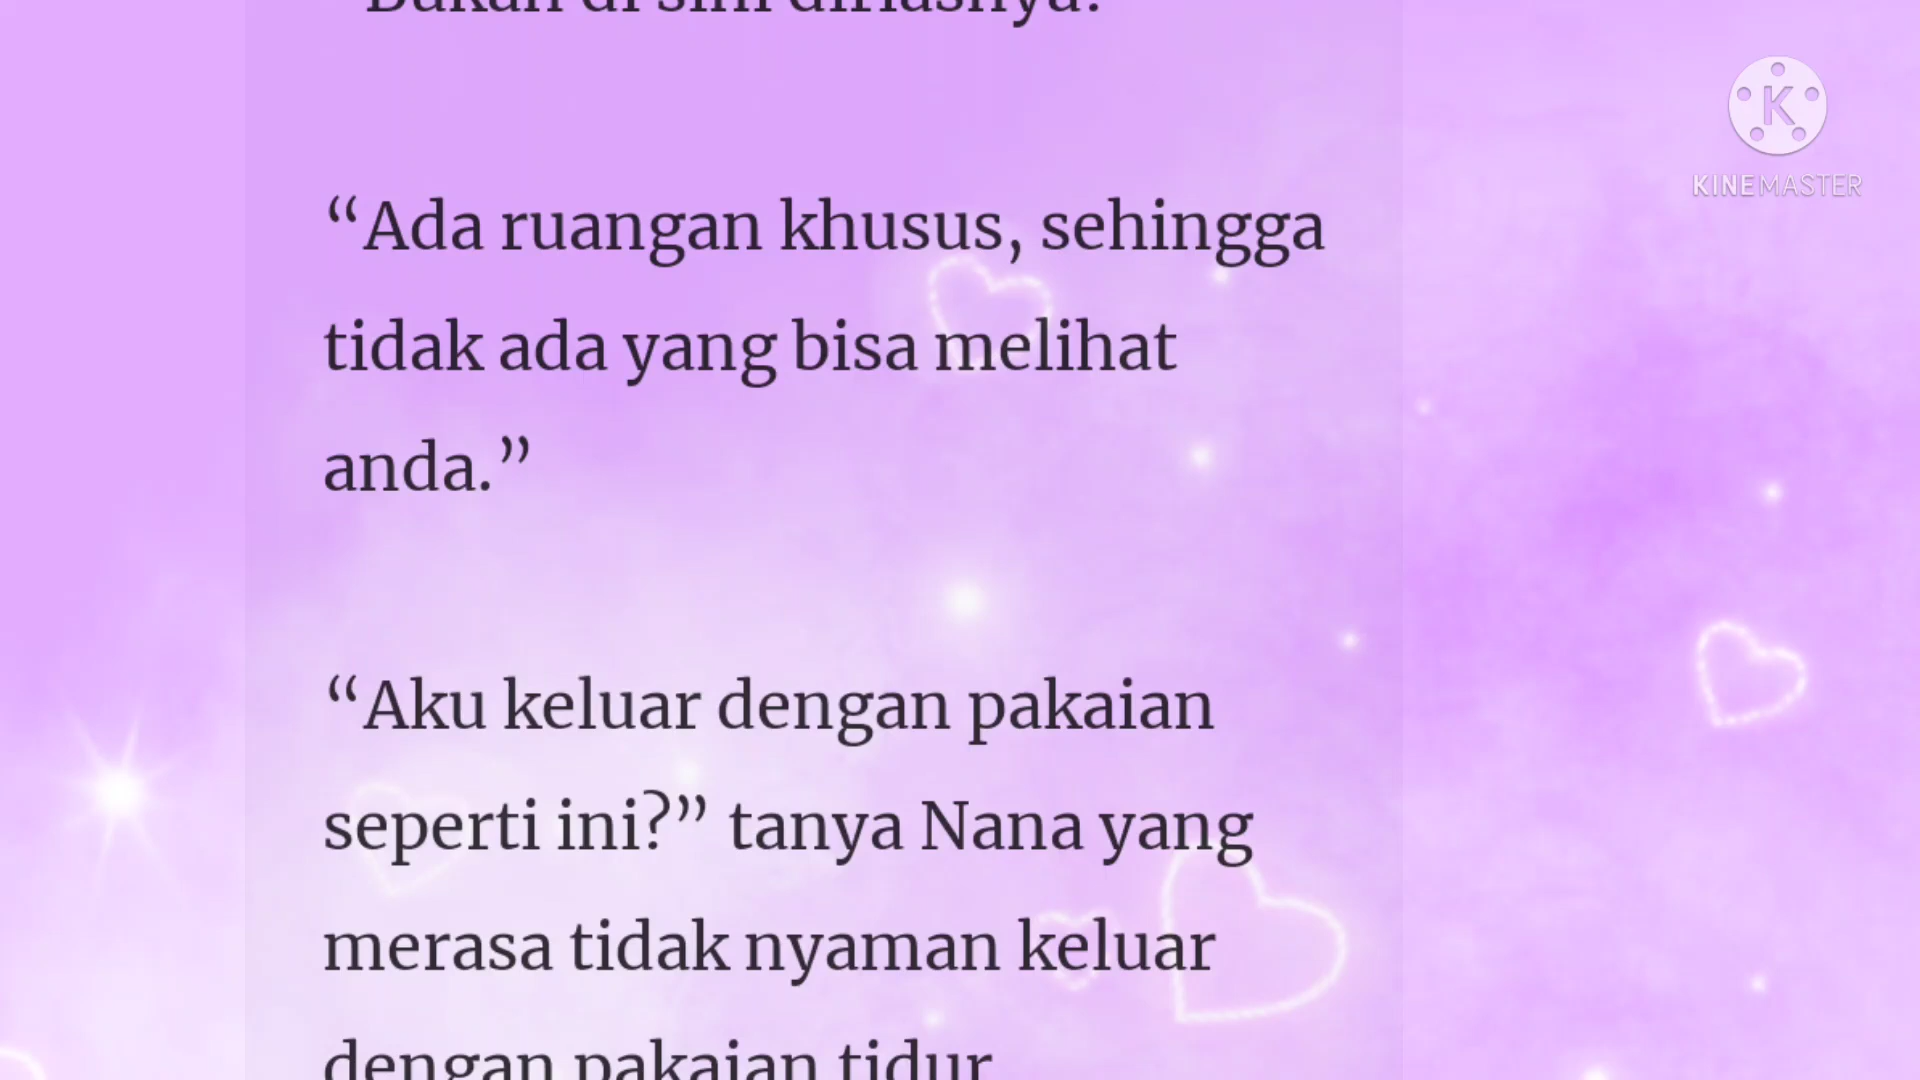 “Bukan di sini diriasnya?
“Ada ruangan khusus, sehingga
tidak ada yang bisa melihat
anda.”
“Aku keluar dengan pakaian
seperti ini?” tanya Nana yang
merasa tidak nyaman keluar
dengan pakaian tidur
KINEMASTER